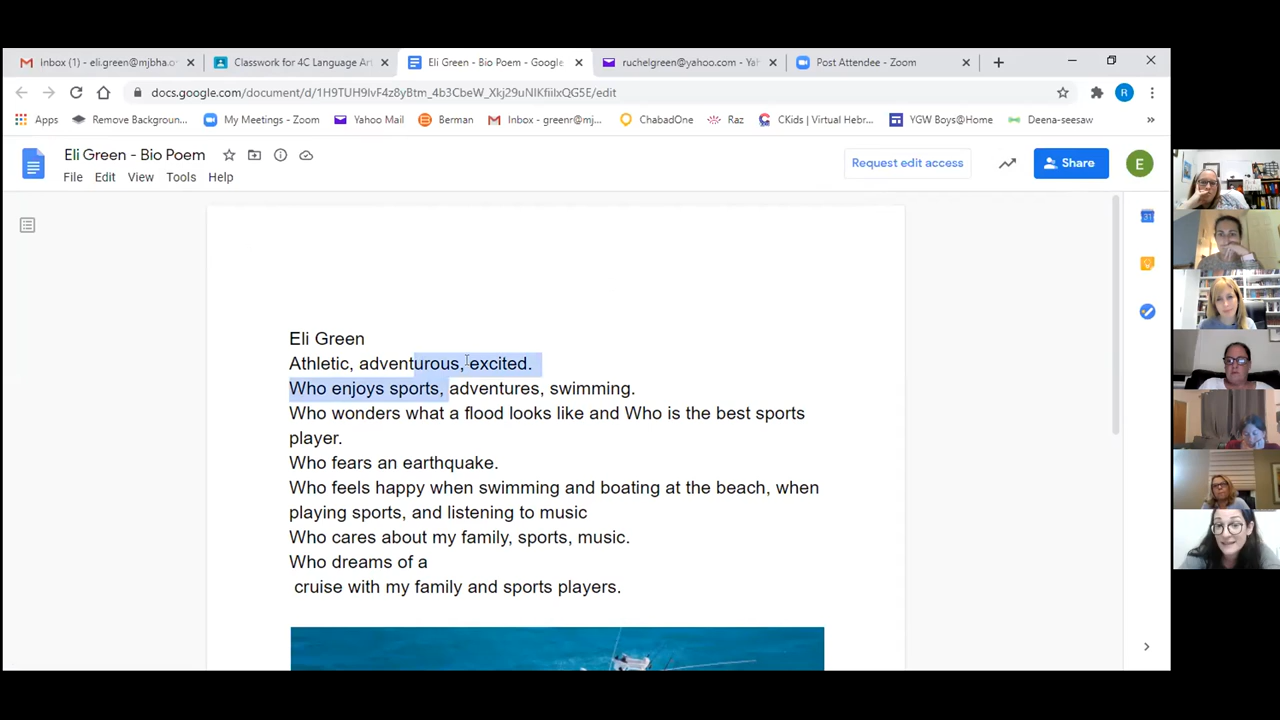 Inbox (1) - eli.green@mjbha.o
Classwork for 4C Language Art
Eli Green - Bio Poem - Google
ruchelgreen@yahoo.com - Yah
Post Attendee - Zoom
docs.google.com/document/d/1H9TUH9lvF4z8yBtm_4b3CbeW_Xkj29uNIKfiiIxQG5E/edit
R
Apps
Remove Backgroun...
My Meetings - Zoom
Yahoo Mail
Berman
Inbox - greenr@mj...
ChabadOne
Raz
CKids | Virtual Hebr...
YGW Boys@Home
Deena-seesaw
»
Eli Green - Bio Poem
File Edit View Tools Help
Request edit access
Share
E
31
Eli Green
Athletic, adventurous, excited.
Who enjoys sports, adventures, swimming.
Who wonders what a flood looks like and Who is the best sports
player.
Who fears an earthquake.
Who feels happy when swimming and boating at the beach, when
playing sports, and listening to music
Who cares about my family, sports, music.
Who dreams of a
cruise with my family and sports players.